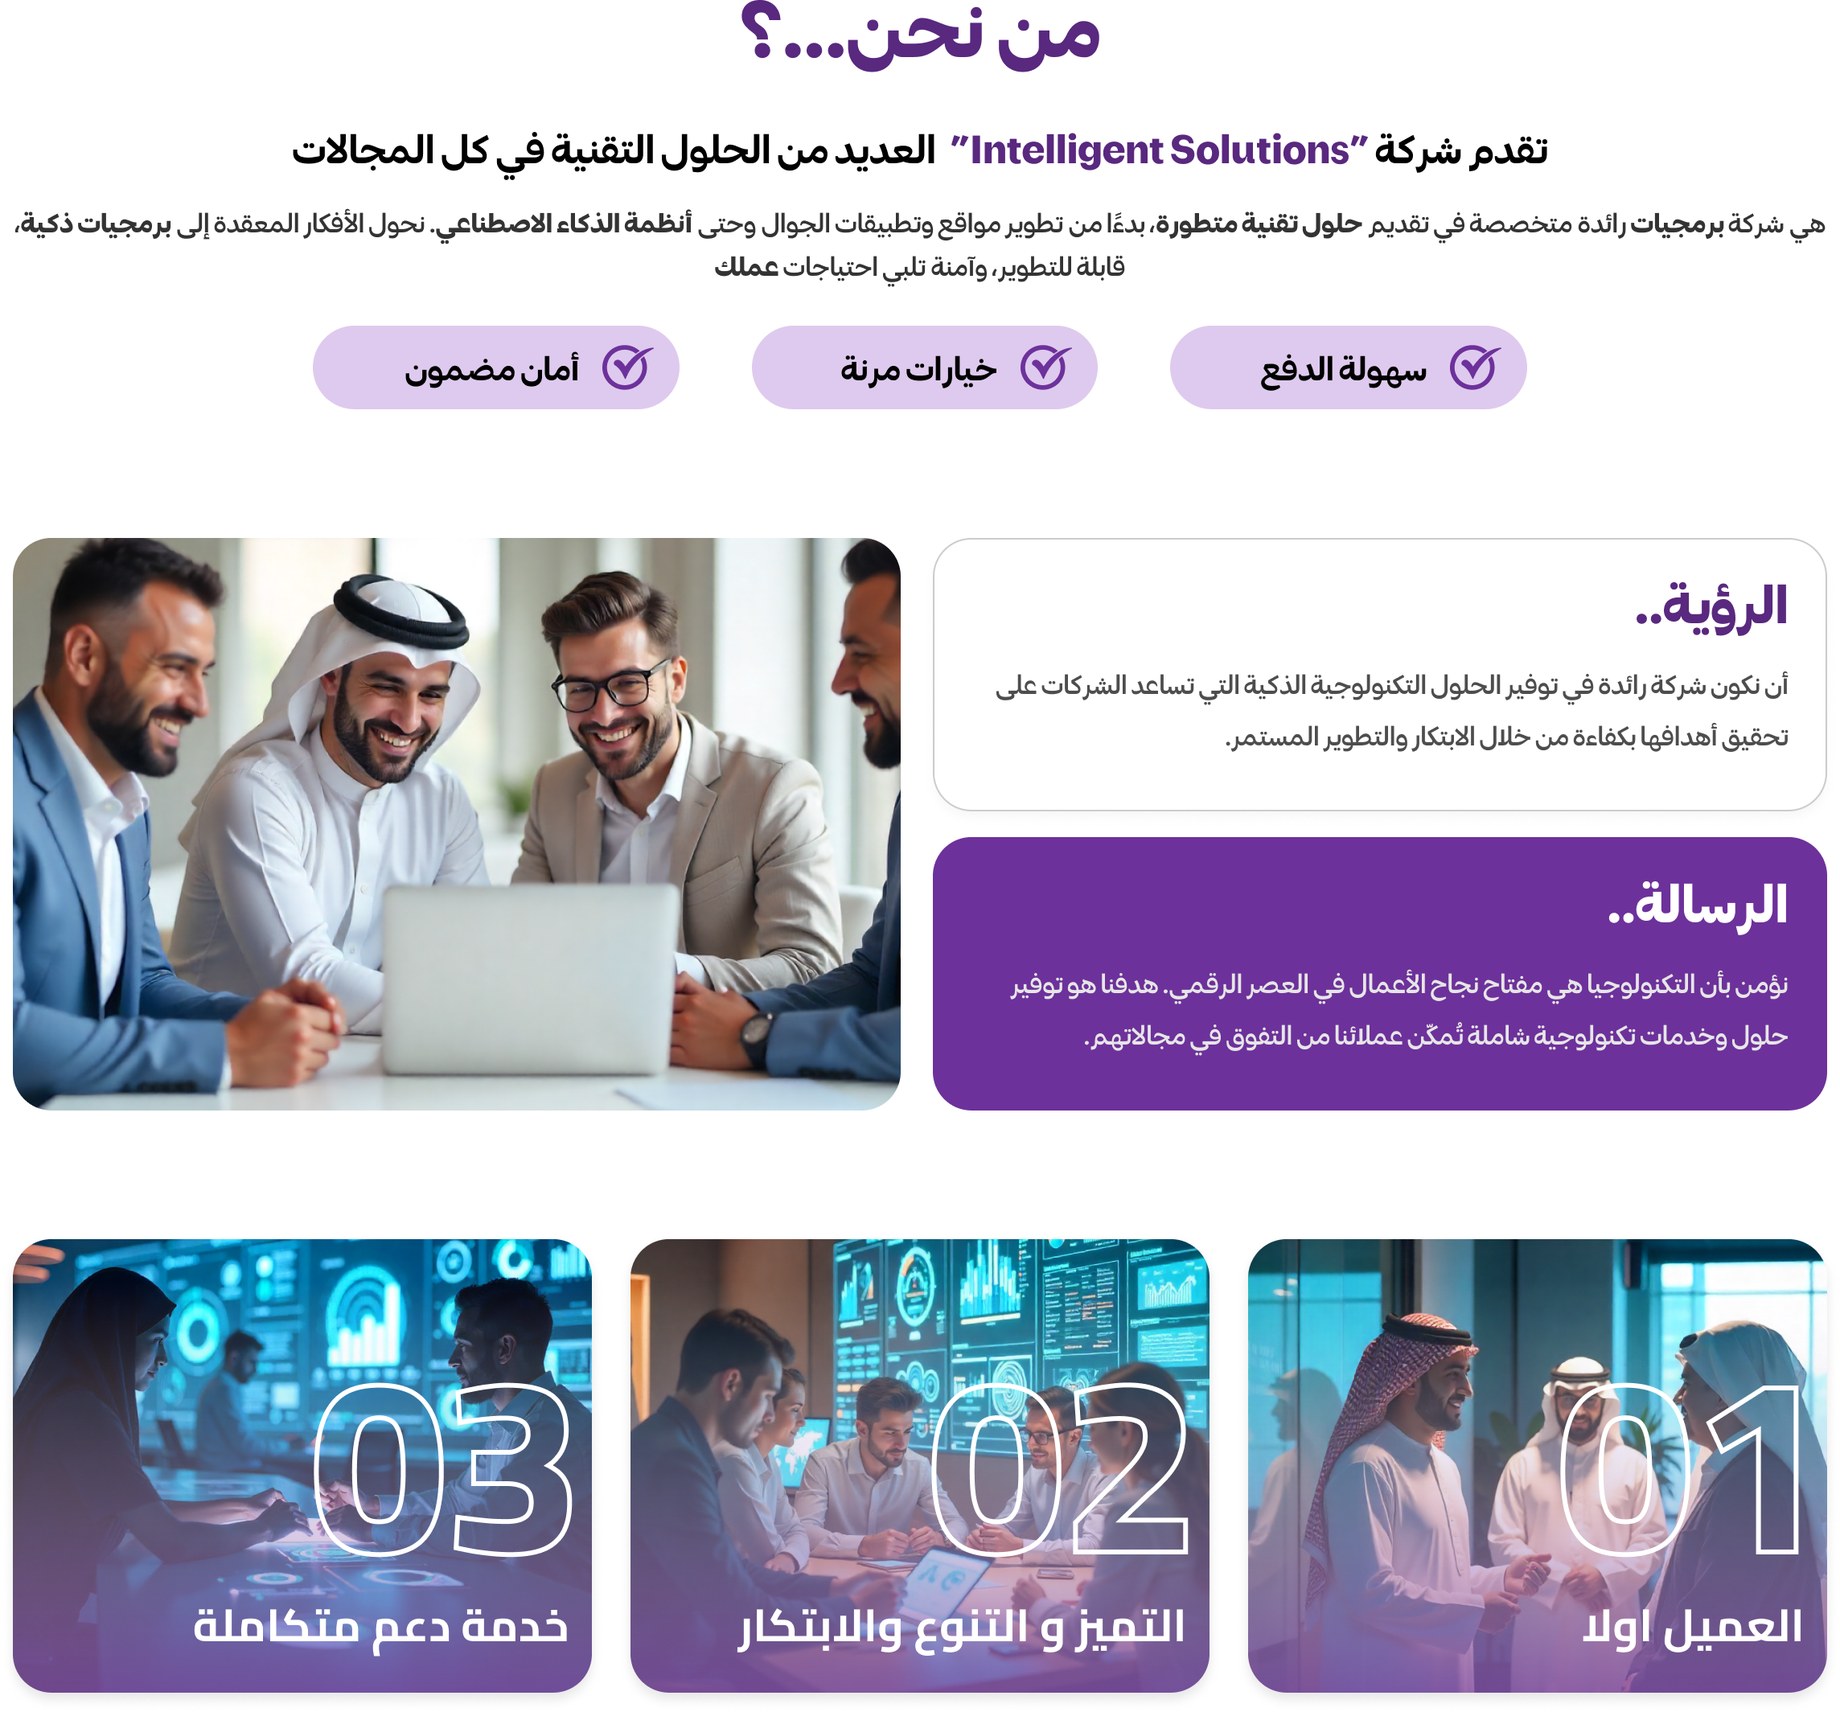 من نحن...؟
تقدم شركة "Intelligent Solutions" العديد من الحلول التقنية في كل المجالات
هي شركة برمجيات رائدة متخصصة في تقديم حلول تقنية متطورة، بدءًا من تطوير مواقع وتطبيقات الجوال وحتى أنظمة الذكاء الاصطناعي. نحول الأفكار المعقدة إلى برمجيات ذكية،
قابلة للتطوير، وآمنة تلبي احتياجات عملك
سهولة الدفع
خيارات مرنة
أمان مضمون
الرؤية..
أن نكون شركة رائدة في توفير الحلول التكنولوجية الذكية التي تساعد الشركات على
تحقيق أهدافها بكفاءة من خلال الابتكار والتطوير المستمر.
الرسالة..
نؤمن بأن التكنولوجيا هي مفتاح نجاح الأعمال في العصر الرقمي. هدفنا هو توفير
حلول وخدمات تكنولوجية شاملة تُمكّن عملائنا من التفوق في مجالاتهم.
01
العميل اولا
02
التميز و التنوع والابتكار
03
خدمة دعم متكاملة